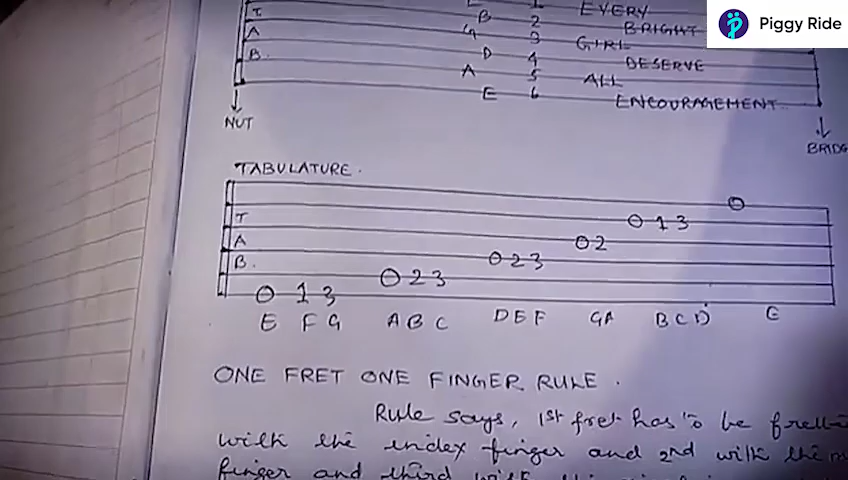 Piggy Ride
T
A
B.
B 2 BRIGHT
3 GIRL
D 4 DESERVE
A 5 ALL
E 6 ENCOURAGEMENT
EVERY
NUT
TABULATURE.
T
A
B.
0
0 1 3
0 2
0 2 3
0 2 3
0 1 3
E F G A B C D E F G A B C D E
ONE FRET ONE FINGER RULE.
Rule says, 1st fret has to be
with the index finger and 2nd with the
finger and third with